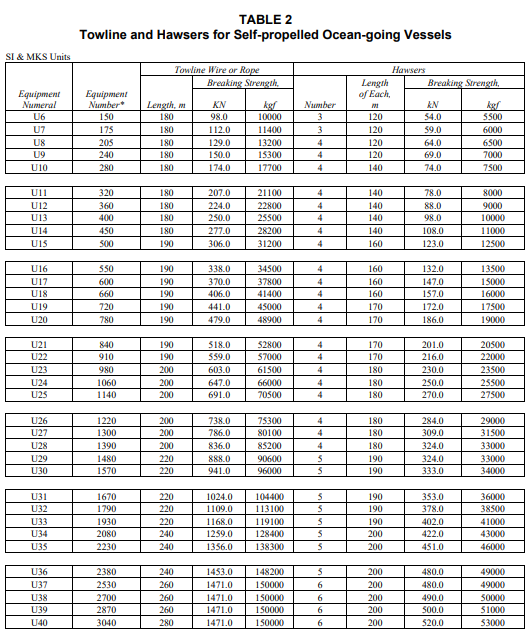 TABLE 2
Towline and Hawsers for Self-propelled Ocean-going Vessels
SI & MKS Units
Towline Wire or Rope Hawsers
Breaking Strength, Length Breaking Strength,
Equipment Equipment of Each,
Numeral Number* Length, m KN kgf Number m kN kgf
U6 150 180 98.0 10000 3 120 54.0 5500
U7 175 180 112.0 11400 3 120 59.0 6000
U8 205 180 129.0 13200 4 120 64.0 6500
U9 240 180 150.0 15300 4 120 69.0 7000
U10 280 180 174.0 17700 4 140 74.0 7500
U11 320 180 207.0 21100 4 140 78.0 8000
U12 360 180 224.0 22800 4 140 88.0 9000
U13 400 180 250.0 25500 4 140 98.0 10000
U14 450 180 277.0 28200 4 140 108.0 11000
U15 500 190 306.0 31200 4 160 123.0 12500
U16 550 190 338.0 34500 4 160 132.0 13500
U17 600 190 370.0 37800 4 160 147.0 15000
U18 660 190 406.0 41400 4 160 157.0 16000
U19 720 190 441.0 45000 4 170 172.0 17500
U20 780 190 479.0 48900 4 170 186.0 19000
U21 840 190 518.0 52800 4 170 201.0 20500
U22 910 190 559.0 57000 4 170 216.0 22000
U23 980 200 603.0 61500 4 180 230.0 23500
U24 1060 200 647.0 66000 4 180 250.0 25500
U25 1140 200 691.0 70500 4 180 270.0 27500
U26 1220 200 738.0 75300 4 180 284.0 29000
U27 1300 200 786.0 80100 4 180 309.0 31500
U28 1390 200 836.0 85200 4 180 324.0 33000
U29 1480 220 888.0 90600 5 190 324.0 33000
U30 1570 220 941.0 96000 5 190 333.0 34000
U31 1670 220 1024.0 104400 5 190 353.0 36000
U32 1790 220 1109.0 113100 5 190 378.0 38500
U33 1930 220 1168.0 119100 5 190 402.0 41000
U34 2080 240 1259.0 128400 5 200 422.0 43000
U35 2230 240 1356.0 138300 5 200 451.0 46000
U36 2380 240 1453.0 148200 5 200 480.0 49000
U37 2530 260 1471.0 150000 6 200 480.0 49000
U38 2700 260 1471.0 150000 6 200 490.0 50000
U39 2870 260 1471.0 150000 6 200 500.0 51000
U40 3040 280 1471.0 150000 6 200 520.0 53000